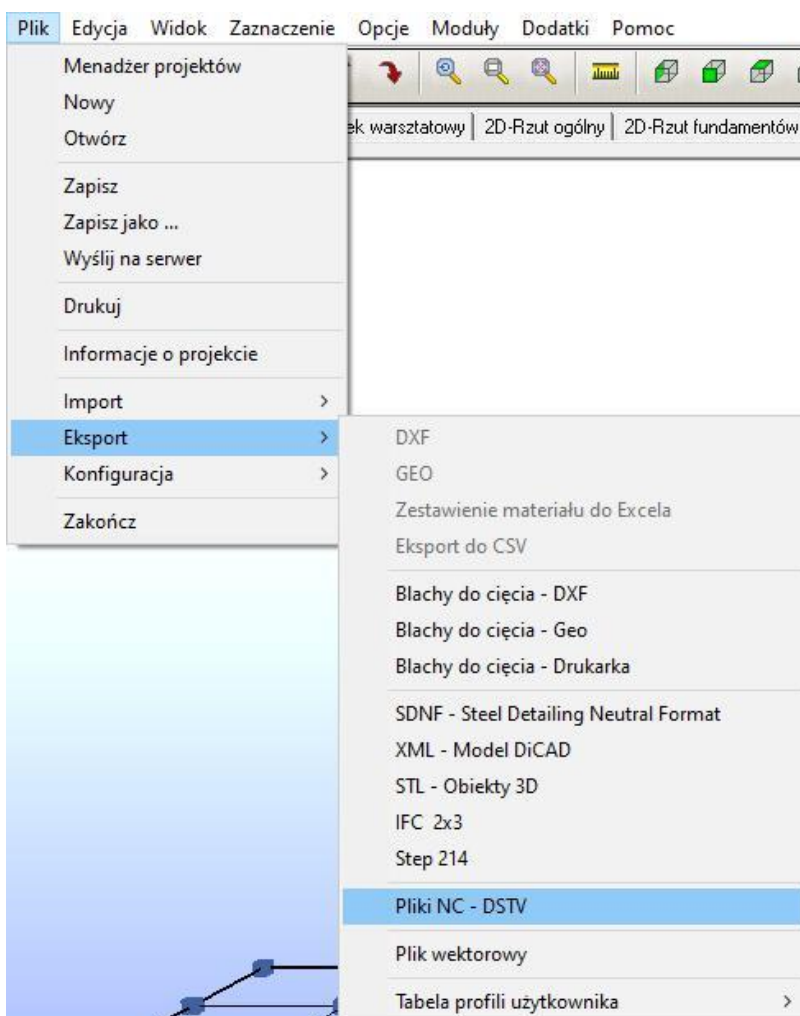 Plik Edycja Widok Zaznaczenie Opcje Moduły Dodatki Pomoc
Menadżer projektów
Nowy
Otwórz
ek warsztatowy 2D-Rzut ogólny 2D-Rzut fundamentów
Zapisz
Zapisz jako ...
Wyślij na serwer
Drukuj
Informacje o projekcie
Import >
Eksport >
Konfiguracja >
Zakończ
DXF
GEO
Zestawienie materiału do Excela
Eksport do CSV
Blachy do cięcia - DXF
Blachy do cięcia - Geo
Blachy do cięcia - Drukarka
SDNF - Steel Detailing Neutral Format
XML - Model DiCAD
STL - Obiekty 3D
IFC 2x3
Step 214
Pliki NC - DSTV
Plik wektorowy
Tabela profili użytkownika >